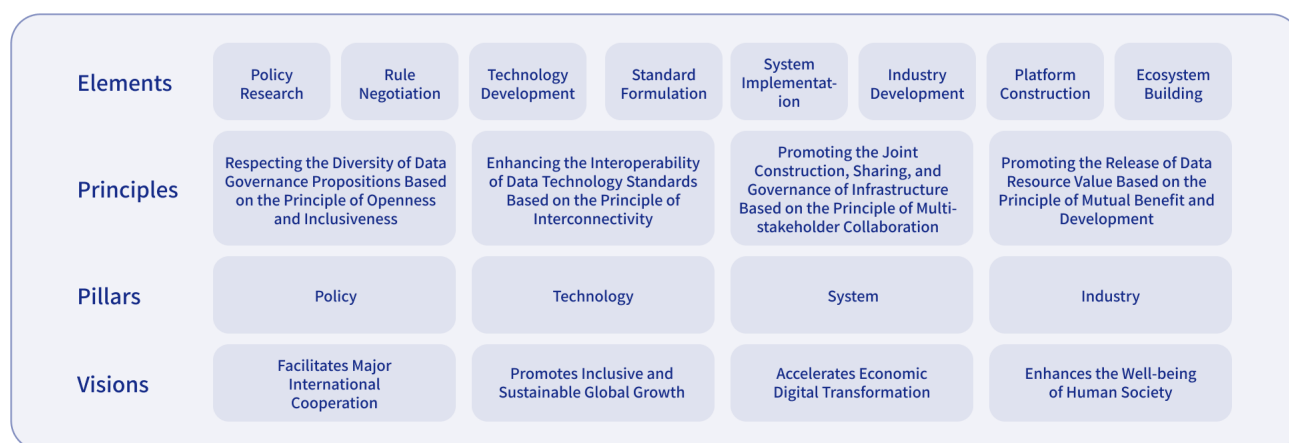 Elements
Policy
Research
Rule
Negotiation
Technology
Development
Standard
Formulation
System
Implementat-
ion
Industry
Development
Platform
Construction
Ecosystem
Building
Principles
Respecting the Diversity of Data
Governance Propositions Based
on the Principle of Openness
and Inclusiveness
Enhancing the Interoperability
of Data Technology Standards
Based on the Principle of
Interconnectivity
Promoting the Joint
Construction, Sharing, and
Governance of Infrastructure
Based on the Principle of Multi-
stakeholder Collaboration
Promoting the Release of Data
Resource Value Based on the
Principle of Mutual Benefit and
Development
Pillars
Policy
Technology
System
Industry
Visions
Facilitates Major
International
Cooperation
Promotes Inclusive and
Sustainable Global Growth
Accelerates Economic
Digital Transformation
Enhances the Well-being
of Human Society